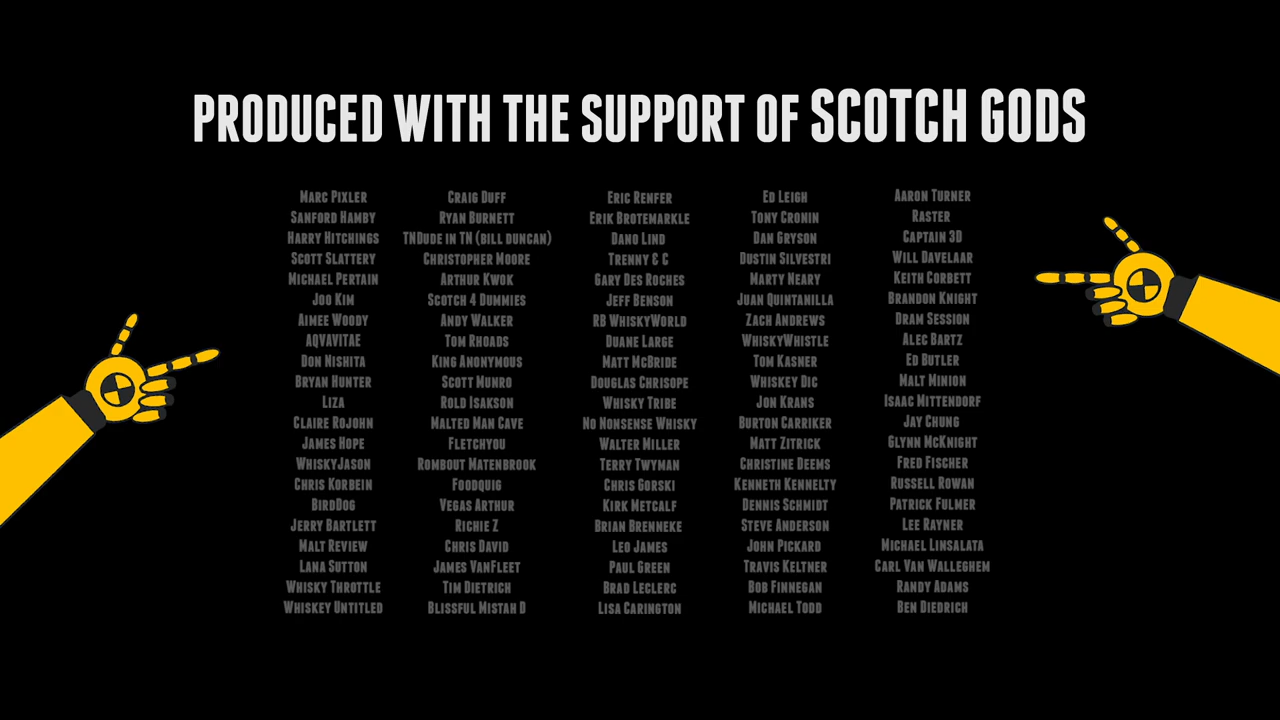 PRODUCED WITH THE SUPPORT OF SCOTCH GODS
MARC PIXLER
SANFORD HAMBY
HARRY HITCHINGS
SCOTT SLATTERY
MICHAEL PERTAIN
JOO KIM
AIMEE WOODY
AQVAVITAE
DON NISHITA
BRYAN HUNTER
LIZA
CLAIRE ROJOHN
JAMES HOPE
WHISKYJASON
CHRIS KORBEIN
BIRDDOG
JERRY BARTLETT
MALT REVIEW
LANA SUTTON
WHISKY THROTTLE
WHISKEY UNTITLED
CRAIG DUFF
RYAN BURNETT
TNDUDE IN TN (BILL DUNCAN)
CHRISTOPHER MOORE
ARTHUR KWOK
SCOTCH 4 DUMMIES
ANDY WALKER
TOM RHOADS
KING ANONYMOUS
SCOTT MUNRO
ROLD ISAKSON
MALTED MAN CAVE
FLETCHYOU
ROMBOUT MATENBROOK
FOODQUIG
VEGAS ARTHUR
RICHIE Z
CHRIS DAVID
JAMES VANFLEET
TIM DIETRICH
BLISSFUL MISTAH D
ERIC RENFER
ERIK BROTEMARKLE
DANO LIND
TRENNY & C
GARY DES ROCHES
JEFF BENSON
RB WHISKYWORLD
DUANE LARGE
MATT MCBRIDE
DOUGLAS CHRISOPE
WHISKY TRIBE
NO NONSENSE WHISKY
WALTER MILLER
TERRY TWYMAN
CHRIS GORSKI
KIRK METCALF
BRIAN BRENNEKE
LEO JAMES
PAUL GREEN
BRAD LECLERC
LISA CARINGTON
ED LEIGH
TONY CRONIN
DAN GRYSON
DUSTIN SILVESTRI
MARTY NEARY
JUAN QUINTANILLA
ZACH ANDREWS
WHISKYWHISTLE
TOM KASNER
WHISKEY DIC
JON KRANS
BURTON CARRIKER
MATT ZITRICK
CHRISTINE DEEMS
KENNETH KENNELTY
DENNIS SCHMIDT
STEVE ANDERSON
JOHN PICKARD
TRAVIS KELTNER
BOB FINNEGAN
MICHAEL TODD
AARON TURNER
RASTER
CAPTAIN 3D
WILL DAVELAAR
KEITH CORBETT
BRANDON KNIGHT
DRAM SESSION
ALEC BARTZ
ED BUTLER
MALT MINION
ISAAC MITTENDORF
JAY CHUNG
GLYNN MCKNIGHT
FRED FISCHER
RUSSELL ROWAN
PATRICK FULMER
LEE RAYNER
MICHAEL LINSALATA
CARL VAN WALLEGHEM
RANDY ADAMS
BEN DIEDRICH